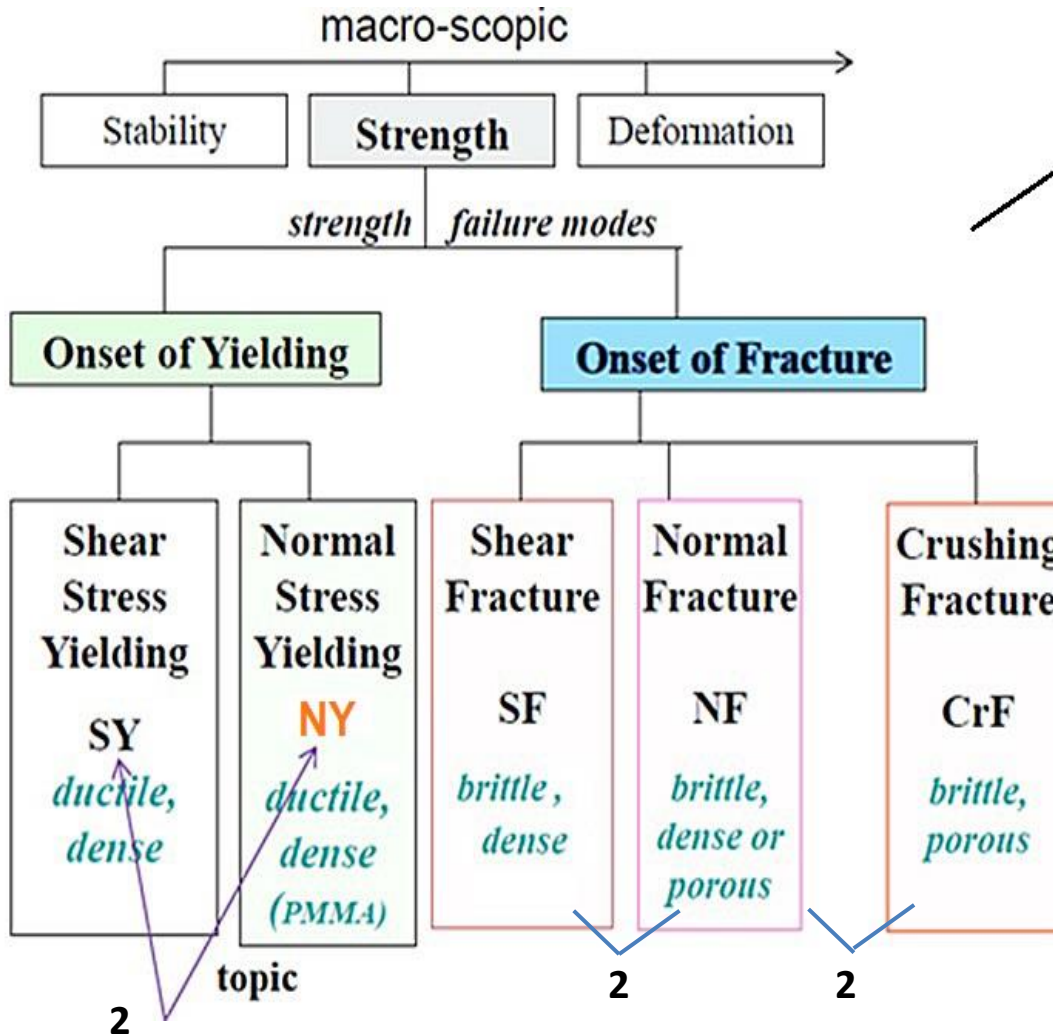 macro-scopic
Stability
Strength
Deformation
strength failure modes
Onset of Yielding
Onset of Fracture
Shear
Stress
Yielding
SY
ductile,
dense
Normal
Stress
Yielding
NY
ductile,
dense
(PMMA)
Shear
Fracture
SF
brittle ,
dense
Normal
Fracture
NF
brittle,
dense or
porous
Crushing
Fracture
CrF
brittle,
porous
topic
2
2
2